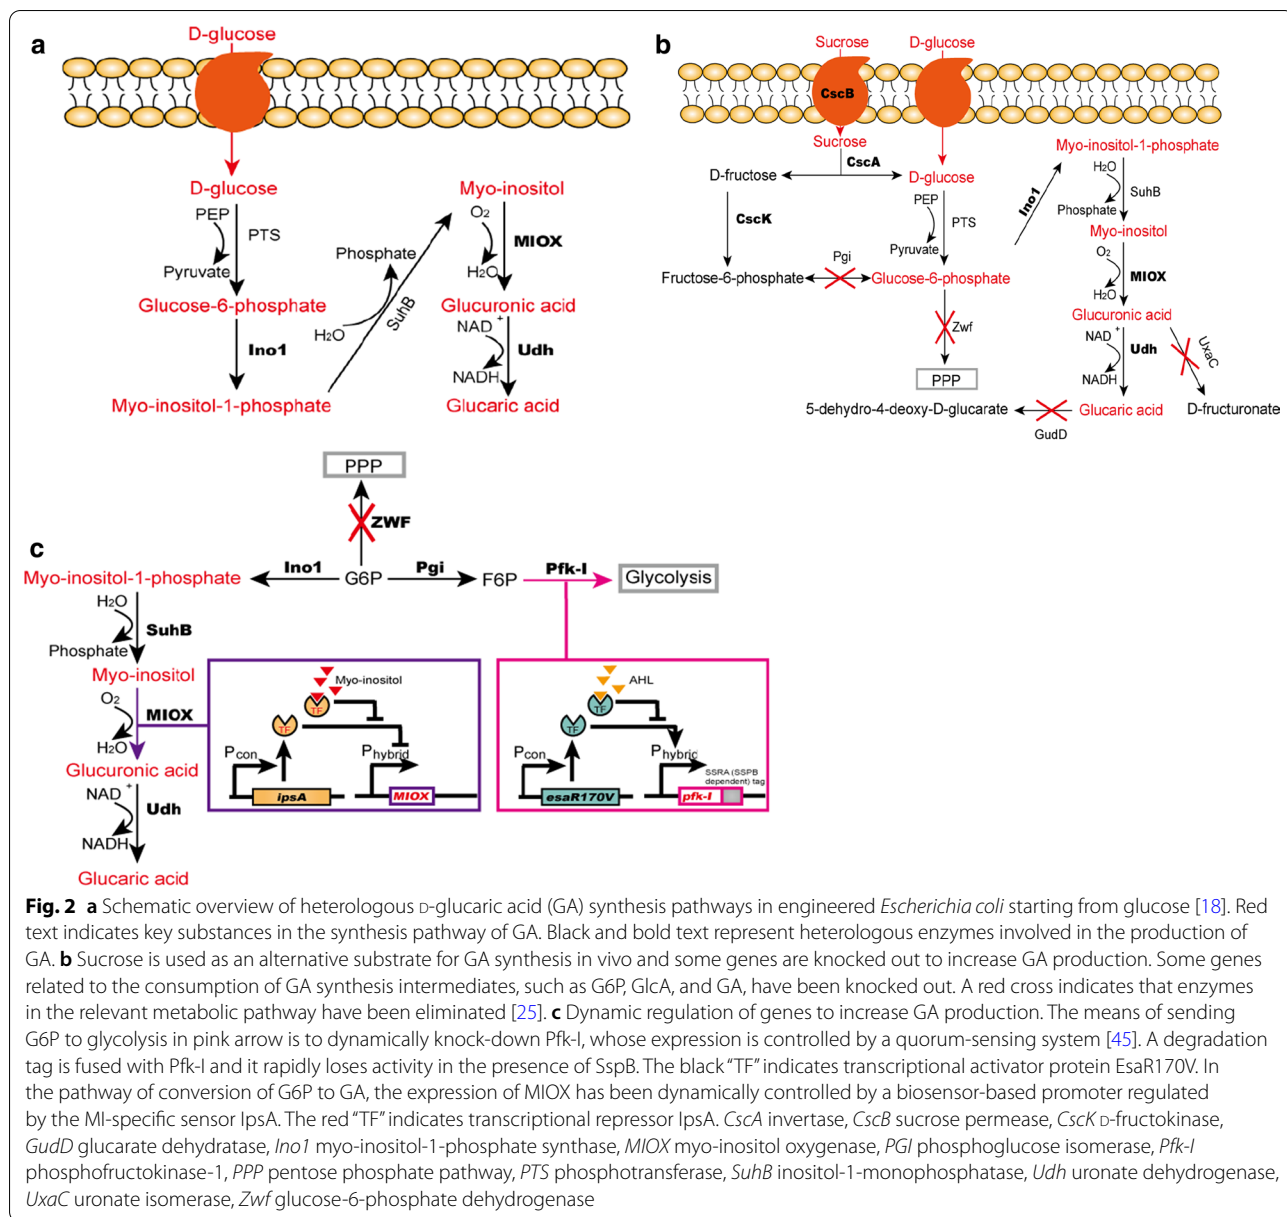 a
D-glucose
D-glucose
PEP
PTS
Pyruvate
Glucose-6-phosphate
Ino1
Myo-inositol-1-phosphate
H2O
Phosphate
SuhB
Myo-inositol
O2
MIOX
H2O
Glucuronic acid
NAD +
Udh
NADH
Glucaric acid
b
Sucrose
D-glucose
CscB
Sucrose
CscA
D-fructose
D-glucose
CscK
PEP
PTS
Pyruvate
Pgi
Fructose-6-phosphate
Glucose-6-phosphate
Zwf
PPP
Ino1
Myo-inositol-1-phosphate
H2O
SuhB
Phosphate
Myo-inositol
O2
MIOX
H2O
Glucuronic acid
NAD +
Udh
NADH
UxaC
5-dehydro-4-deoxy-D-glucarate
GudD
Glucaric acid
D-fructuronate
c
PPP
ZWF
Myo-inositol-1-phosphate
Ino1
G6P
Pgi
F6P
Pfk-I
Glycolysis
H2O
SuhB
Phosphate
Myo-inositol
O2
MIOX
H2O
Glucuronic acid
NAD +
Udh
NADH
Glucaric acid
Myo-inositol
TF
TF
Pcon
Phybrid
ipsA
MIOX
AHL
TF
TF
Pcon
Phybric
SSRA (SSPB
dependent) tag
esaR170V
pfk-I
Fig. 2 a Schematic overview of heterologous D-glucaric acid (GA) synthesis pathways in engineered Escherichia coli starting from glucose [18]. Red
text indicates key substances in the synthesis pathway of GA. Black and bold text represent heterologous enzymes involved in the production of
GA. b Sucrose is used as an alternative substrate for GA synthesis in vivo and some genes are knocked out to increase GA production. Some genes
related to the consumption of GA synthesis intermediates, such as G6P, GlcA, and GA, have been knocked out. A red cross indicates that enzymes
in the relevant metabolic pathway have been eliminated [25]. c Dynamic regulation of genes to increase GA production. The means of sending
G6P to glycolysis in pink arrow is to dynamically knock-down Pfk-I, whose expression is controlled by a quorum-sensing system [45]. A degradation
tag is fused with Pfk-I and it rapidly loses activity in the presence of SspB. The black “TF” indicates transcriptional activator protein EsaR170V. In
the pathway of conversion of G6P to GA, the expression of MIOX has been dynamically controlled by a biosensor-based promoter regulated
by the MI-specific sensor IpsA. The red “TF” indicates transcriptional repressor IpsA. CscA invertase, CscB sucrose permease, CscK D-fructokinase,
GudD glucarate dehydratase, Ino1 myo-inositol-1-phosphate synthase, MIOX myo-inositol oxygenase, PGI phosphoglucose isomerase, Pfk-I
phosphofructokinase-1, PPP pentose phosphate pathway, PTS phosphotransferase, SuhB inositol-1-monophosphatase, Udh uronate dehydrogenase,
UxaC uronate isomerase, Zwf glucose-6-phosphate dehydrogenase